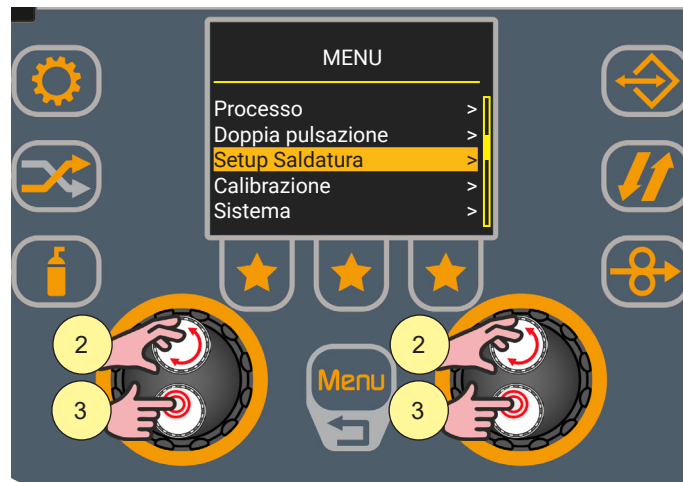 MENU
Processo >
Doppia pulsazione >
Setup Saldatura >
Calibrazione >
Sistema >
2
2
3
3
Menu